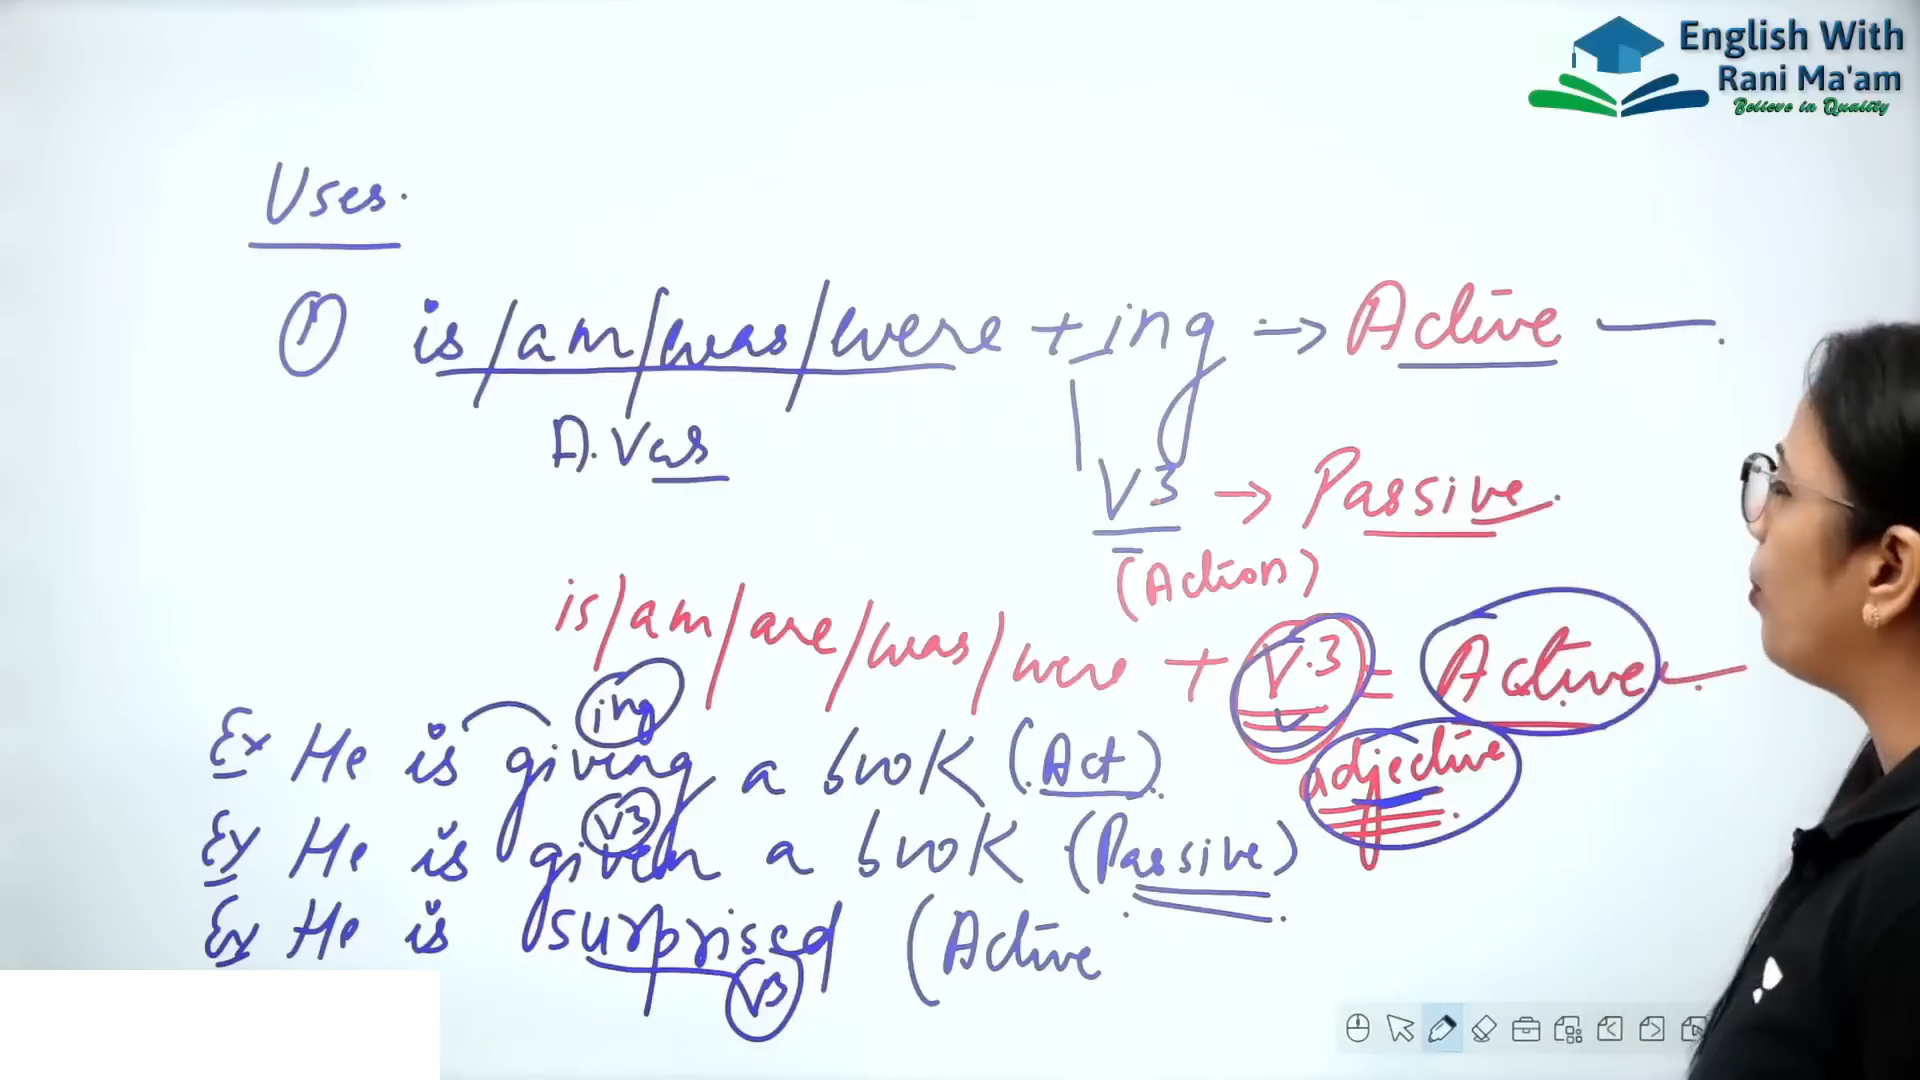 English With
Rani Ma'am
Believe in Quality
Uses.
① is/am/was/were + ing → Active
A. Vas
V3 → Passive.
(Action)
is/am/are/was/were + V.3 = Active
adjective
ing
Ex He is giving a book (Act)
V3
Ex He is given a book (Passive)
Ex He is surprised (Active
V3